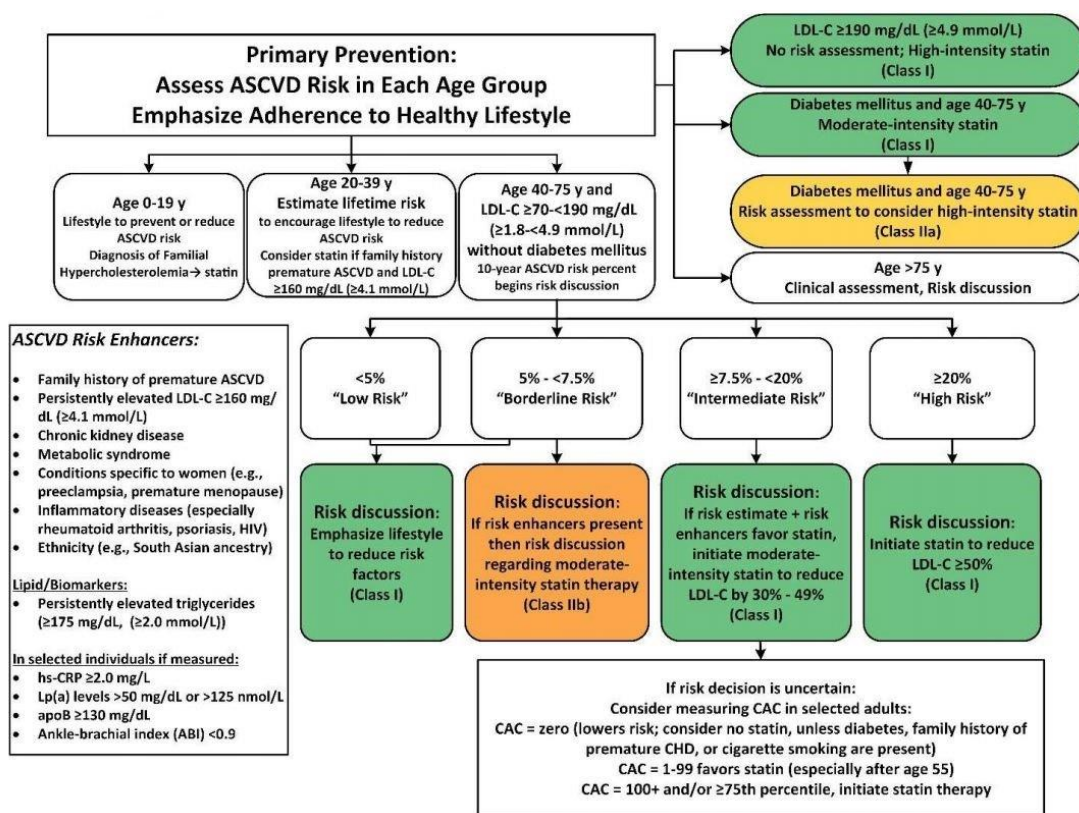 Primary Prevention:
Assess ASCVD Risk in Each Age Group
Emphasize Adherence to Healthy Lifestyle
LDL-C ≥190 mg/dL (≥4.9 mmol/L)
No risk assessment; High-intensity statin
(Class I)
Diabetes mellitus and age 40-75 y
Moderate-intensity statin
(Class I)
Diabetes mellitus and age 40-75 y
Risk assessment to consider high-intensity statin
(Class IIa)
Age >75 y
Clinical assessment, Risk discussion
Age 0-19 y
Lifestyle to prevent or reduce
ASCVD risk
Diagnosis of Familial
Hypercholesterolemia→ statin
Age 20-39 y
Estimate lifetime risk
to encourage lifestyle to reduce
ASCVD risk
Consider statin if family history
premature ASCVD and LDL-C
≥160 mg/dL (≥4.1 mmol/L)
Age 40-75 y and
LDL-C ≥70-<190 mg/dL
(≥1.8-<4.9 mmol/L)
without diabetes mellitus
10-year ASCVD risk percent
begins risk discussion
ASCVD Risk Enhancers:
• Family history of premature ASCVD
• Persistently elevated LDL-C ≥160 mg/
dL (≥4.1 mmol/L)
• Chronic kidney disease
• Metabolic syndrome
• Conditions specific to women (e.g.,
preeclampsia, premature menopause)
• Inflammatory diseases (especially
rheumatoid arthritis, psoriasis, HIV)
• Ethnicity (e.g., South Asian ancestry)
Lipid/Biomarkers:
• Persistently elevated triglycerides
(≥175 mg/dL, (≥2.0 mmol/L))
In selected individuals if measured:
• hs-CRP ≥2.0 mg/L
• Lp(a) levels >50 mg/dL or >125 nmol/L
• apoB ≥130 mg/dL
• Ankle-brachial index (ABI) <0.9
<5%
"Low Risk"
5% - <7.5%
"Borderline Risk"
≥7.5% - <20%
"Intermediate Risk"
≥20%
"High Risk"
Risk discussion:
Emphasize lifestyle
to reduce risk
factors
(Class I)
Risk discussion:
If risk enhancers present
then risk discussion
regarding moderate-
intensity statin therapy
(Class IIb)
Risk discussion:
If risk estimate + risk
enhancers favor statin,
initiate moderate-
intensity statin to reduce
LDL-C by 30% - 49%
(Class I)
Risk discussion:
Initiate statin to reduce
LDL-C ≥50%
(Class I)
If risk decision is uncertain:
Consider measuring CAC in selected adults:
CAC = zero (lowers risk; consider no statin, unless diabetes, family history of
premature CHD, or cigarette smoking are present)
CAC = 1-99 favors statin (especially after age 55)
CAC = 100+ and/or ≥75th percentile, initiate statin therapy